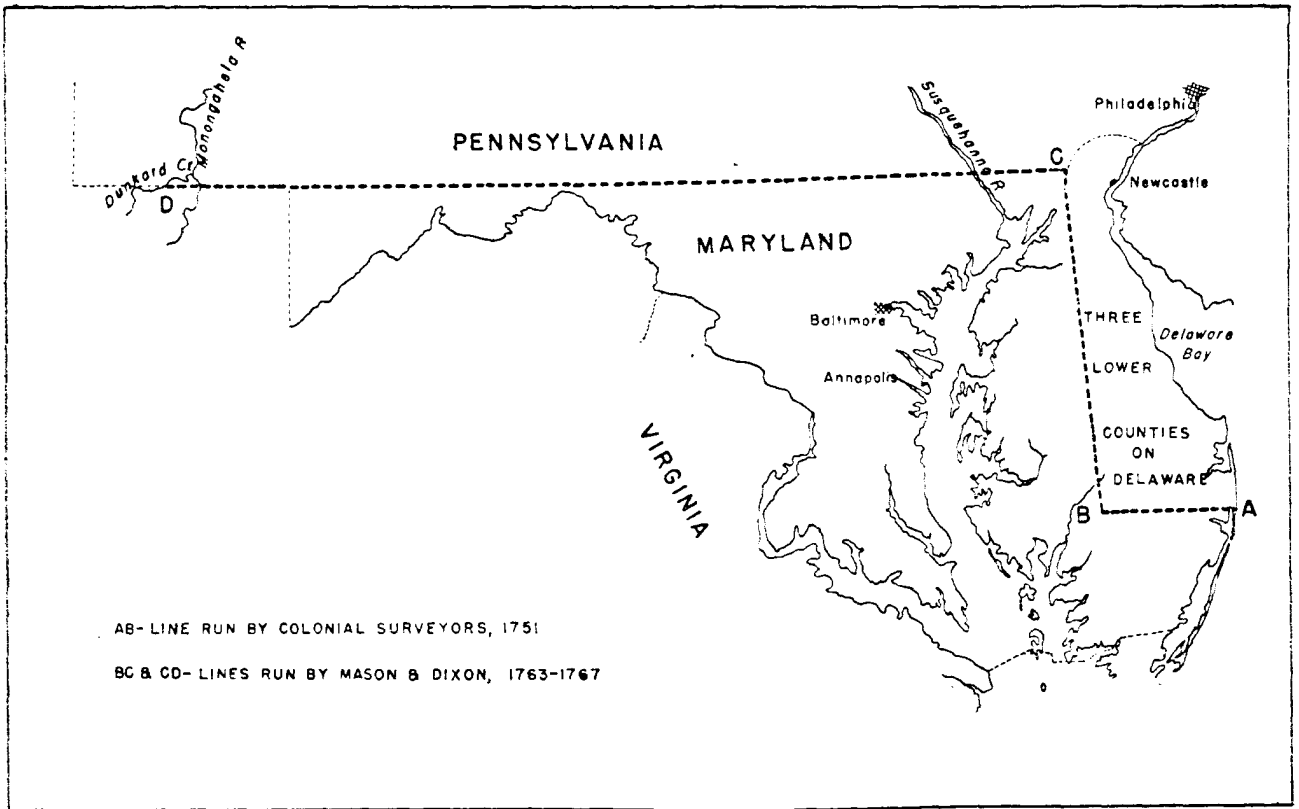 Monongahela R
Susquehanna R.
Philadelphia
PENNSYLVANIA
C
Dunkard Cr.
D
Newcastle
MARYLAND
Baltimore
THREE
Delaware
Bay
LOWER
Annapolis
COUNTIES
ON
DELAWARE
VIRGINIA
B
A
AB- LINE RUN BY COLONIAL SURVEYORS, 1751
BC & CD- LINES RUN BY MASON & DIXON, 1763-1767